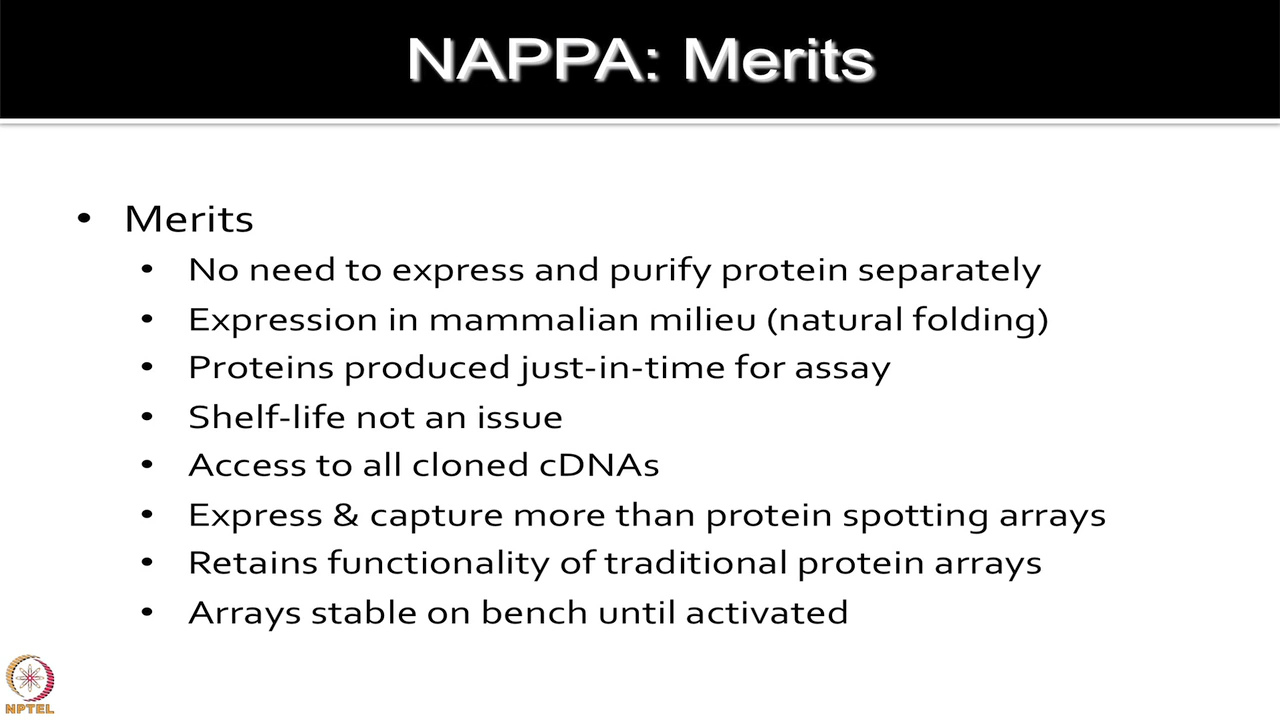 NAPPA: Merits
• Merits
• No need to express and purify protein separately
• Expression in mammalian milieu (natural folding)
• Proteins produced just-in-time for assay
• Shelf-life not an issue
• Access to all cloned cDNAs
• Express & capture more than protein spotting arrays
• Retains functionality of traditional protein arrays
• Arrays stable on bench until activated
NPTEL